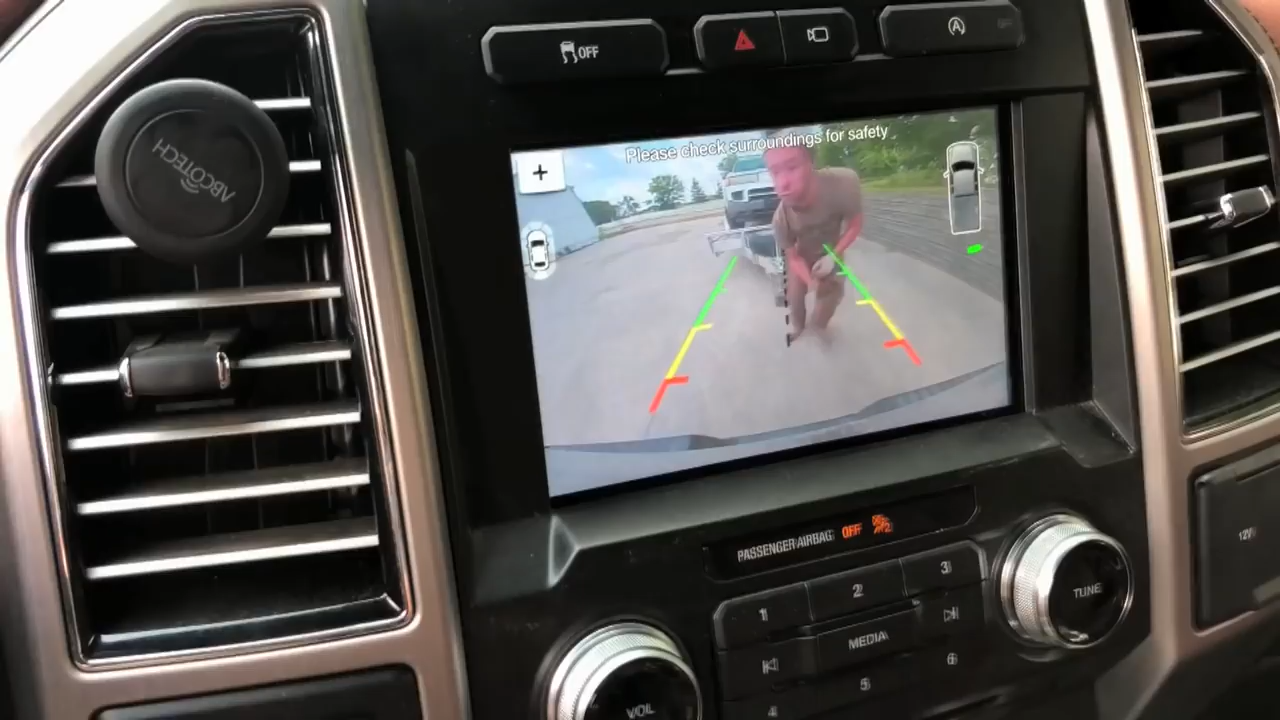 OFF
A
OFF
ABCOTECH
Please check surroundings for safety
+
PASSENGER AIRBAG OFF
1
2
3
MEDIA
4
5
6
VOL
TUNE
12V